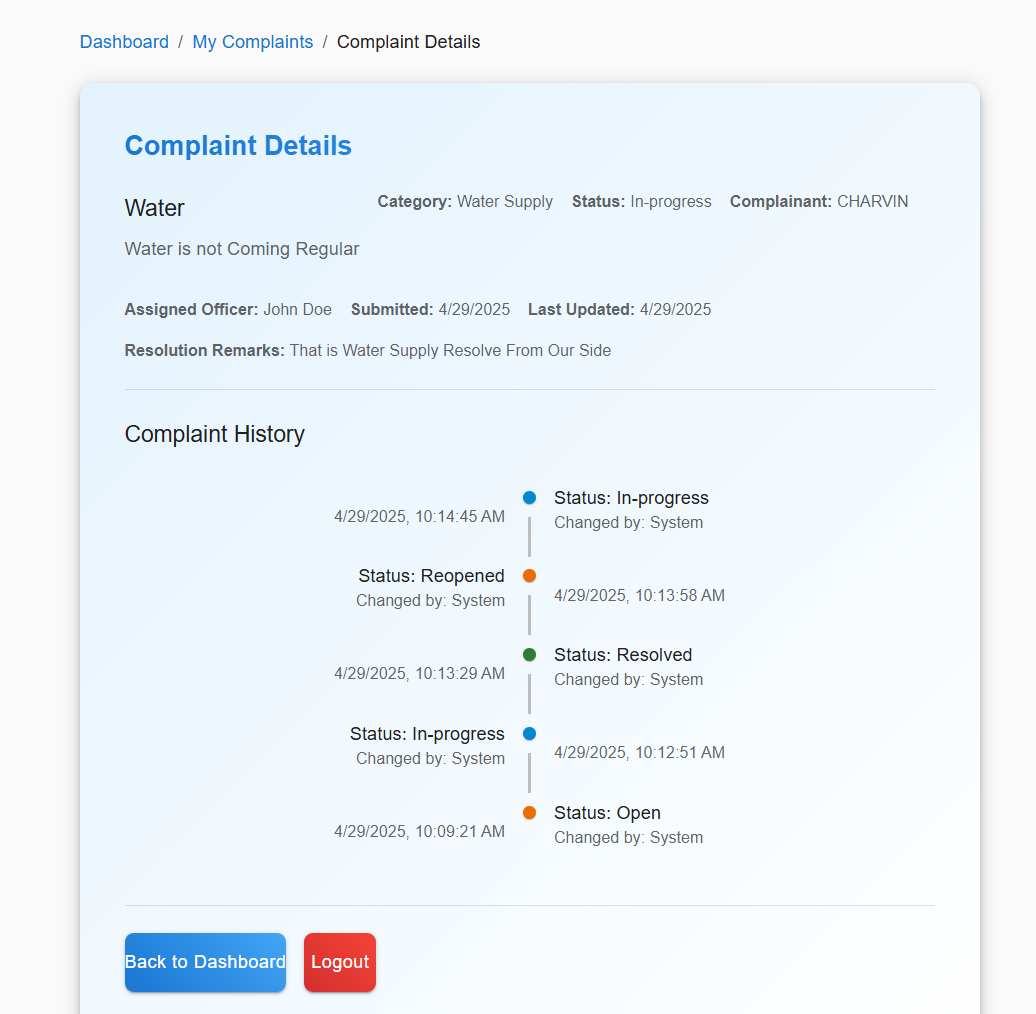 Dashboard / My Complaints / Complaint Details
Complaint Details
Water
Category: Water Supply Status: In-progress Complainant: CHARVIN
Water is not Coming Regular
Assigned Officer: John Doe Submitted: 4/29/2025 Last Updated: 4/29/2025
Resolution Remarks: That is Water Supply Resolve From Our Side
Complaint History
4/29/2025, 10:14:45 AM
Status: In-progress
Changed by: System
Status: Reopened
Changed by: System
4/29/2025, 10:13:58 AM
4/29/2025, 10:13:29 AM
Status: Resolved
Changed by: System
Status: In-progress
Changed by: System
4/29/2025, 10:12:51 AM
4/29/2025, 10:09:21 AM
Status: Open
Changed by: System
Back to Dashboard
Logout